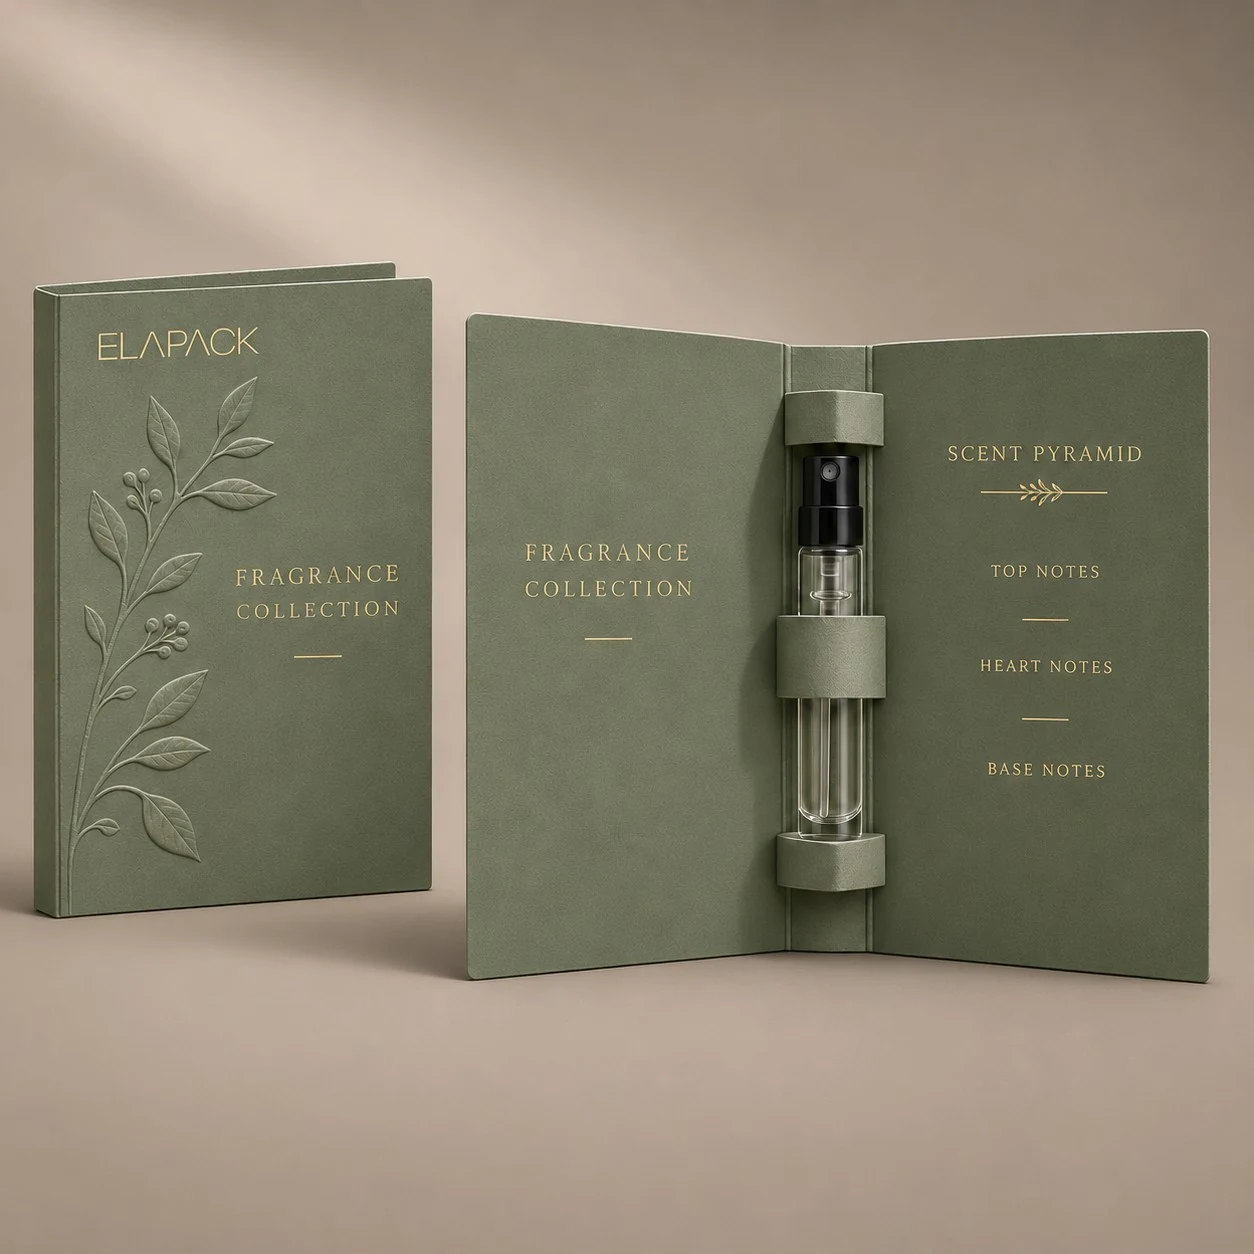 ELAPACK
FRAGRANCE
COLLECTION
FRAGRANCE
COLLECTION
SCENT PYRAMID
TOP NOTES
HEART NOTES
BASE NOTES